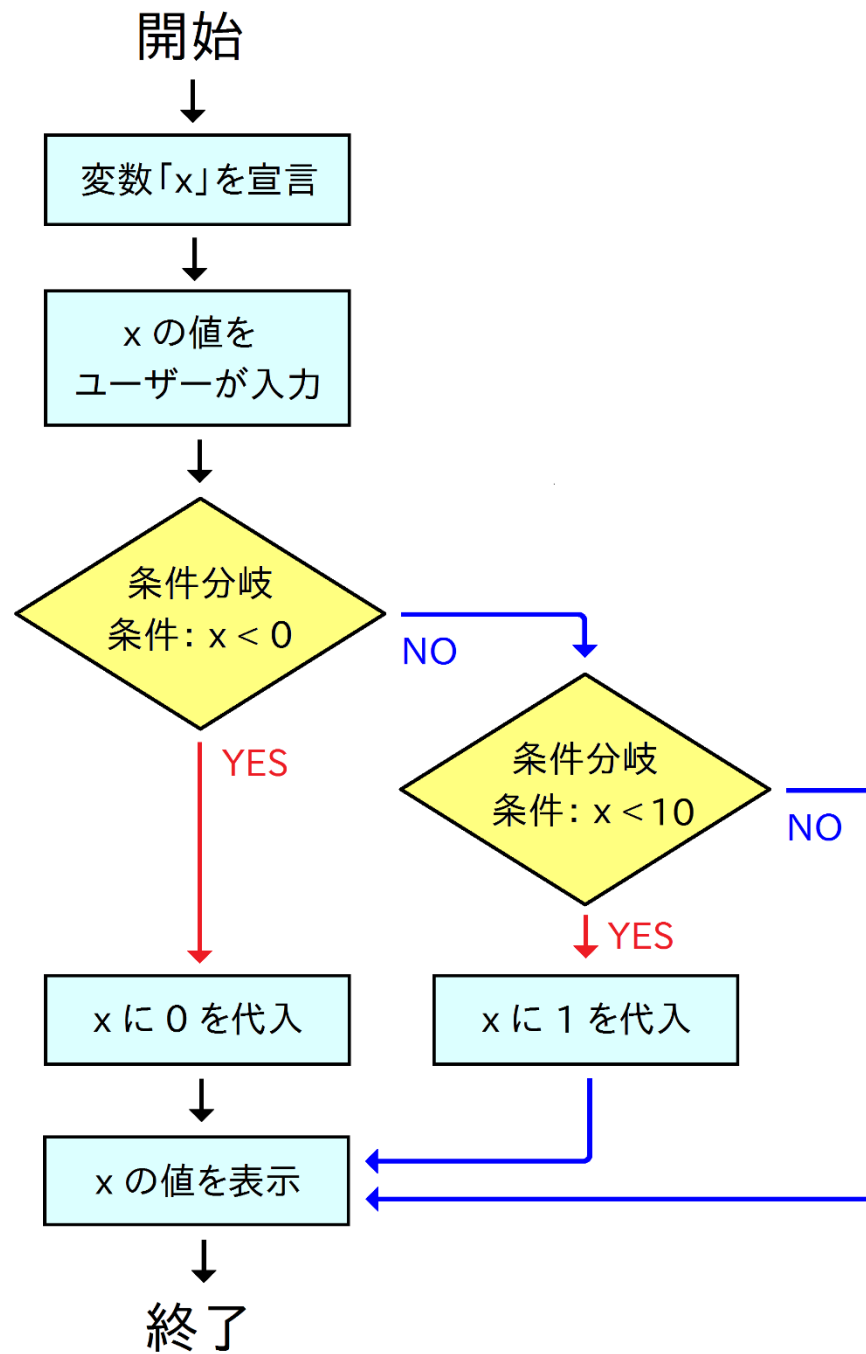 開始
変数「x」を宣言
x の値を
ユーザーが入力
条件分岐
条件: x < 0
NO
YES
条件分岐
条件: x < 10
NO
YES
x に 0 を代入
x に 1 を代入
x の値を表示
終了